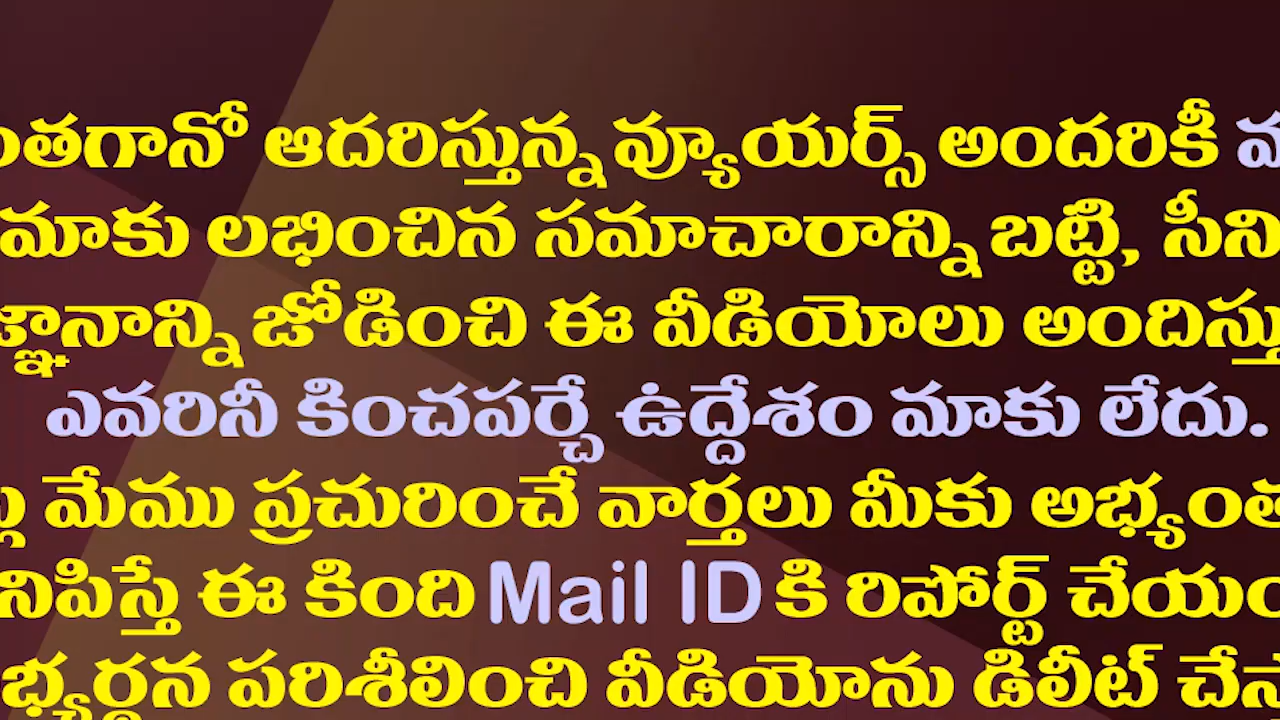 ంతగానో ఆదరిస్తున్న వ్యూయర్స్ అందరికీ
మాకు లభించిన సమాచారాన్ని బట్టి, సీని
జ్ఞానాన్ని జోడించి ఈ వీడియోలు అందిస్తు
ఎవరినీ కించపర్చే ఉద్దేశం మాకు లేదు.
మేము ప్రచురించే వార్తలు మీకు అభ్యంత
నిపిస్తే ఈ కింది Mail ID కి రిపోర్ట్ చేయం
భ్యర్థన పరిశీలించి వీడియోను డిలీట్ చేస